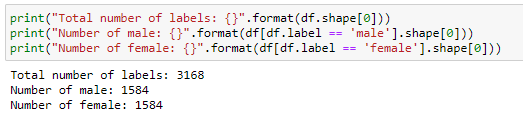 print("Total number of labels: {}".format(df.shape[0]))
print("Number of male: {}".format(df[df.label == 'male'].shape[0]))
print("Number of female: {}".format(df[df.label == 'female'].shape[0]))
Total number of labels: 3168
Number of male: 1584
Number of female: 1584